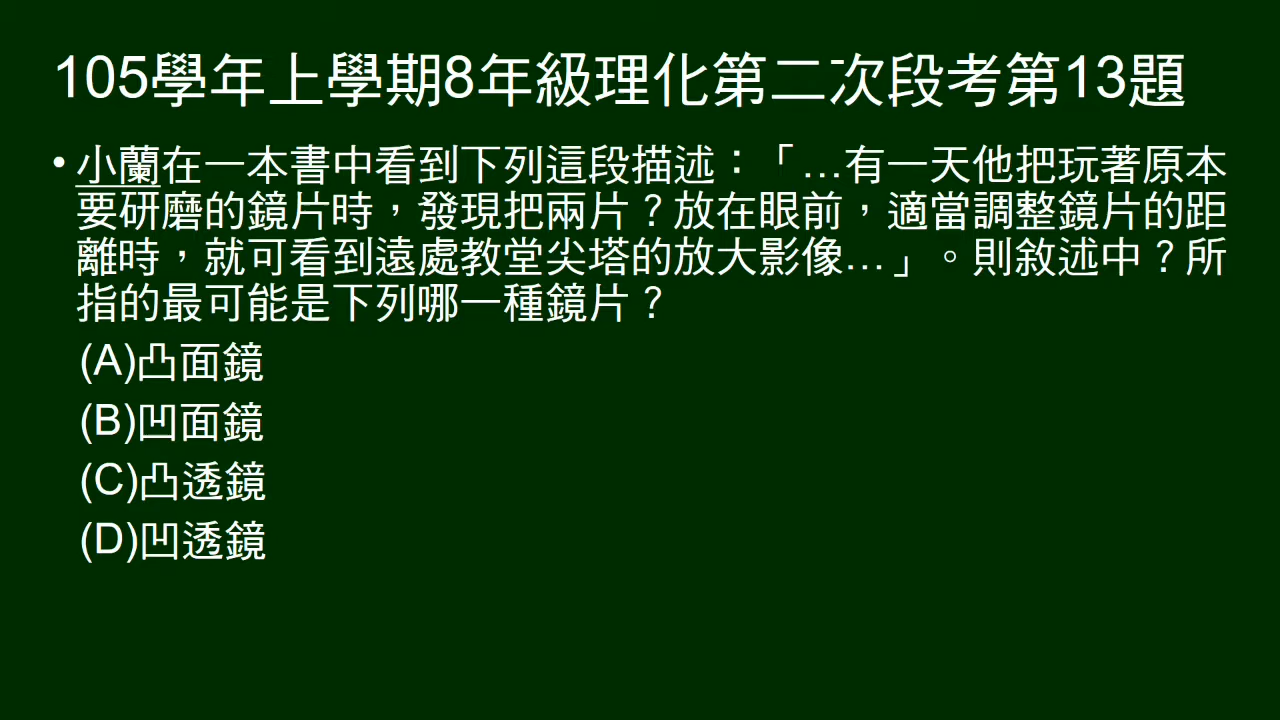 105學年上學期8年級理化第二次段考第13題
•小蘭在一本書中看到下列這段描述：「…有一天他把玩著原本
要研磨的鏡片時，發現把兩片？放在眼前，適當調整鏡片的距
離時，就可看到遠處教堂尖塔的放大影像…」。則敘述中？所
指的最可能是下列哪一種鏡片？
(A)凸面鏡
(B)凹面鏡
(C)凸透鏡
(D)凹透鏡